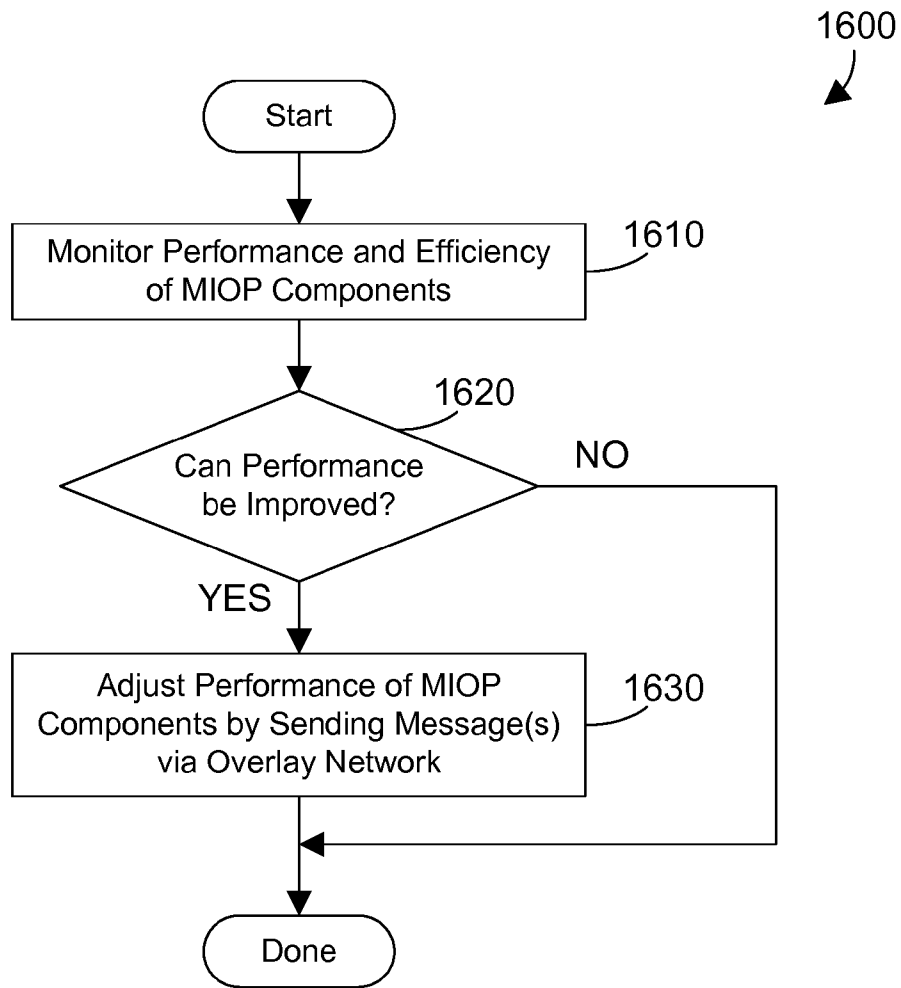 1600
Start
Monitor Performance and Efficiency
of MIOP Components
1610
1620
Can Performance
be Improved?
NO
YES
Adjust Performance of MIOP
Components by Sending Message(s)
via Overlay Network
1630
Done